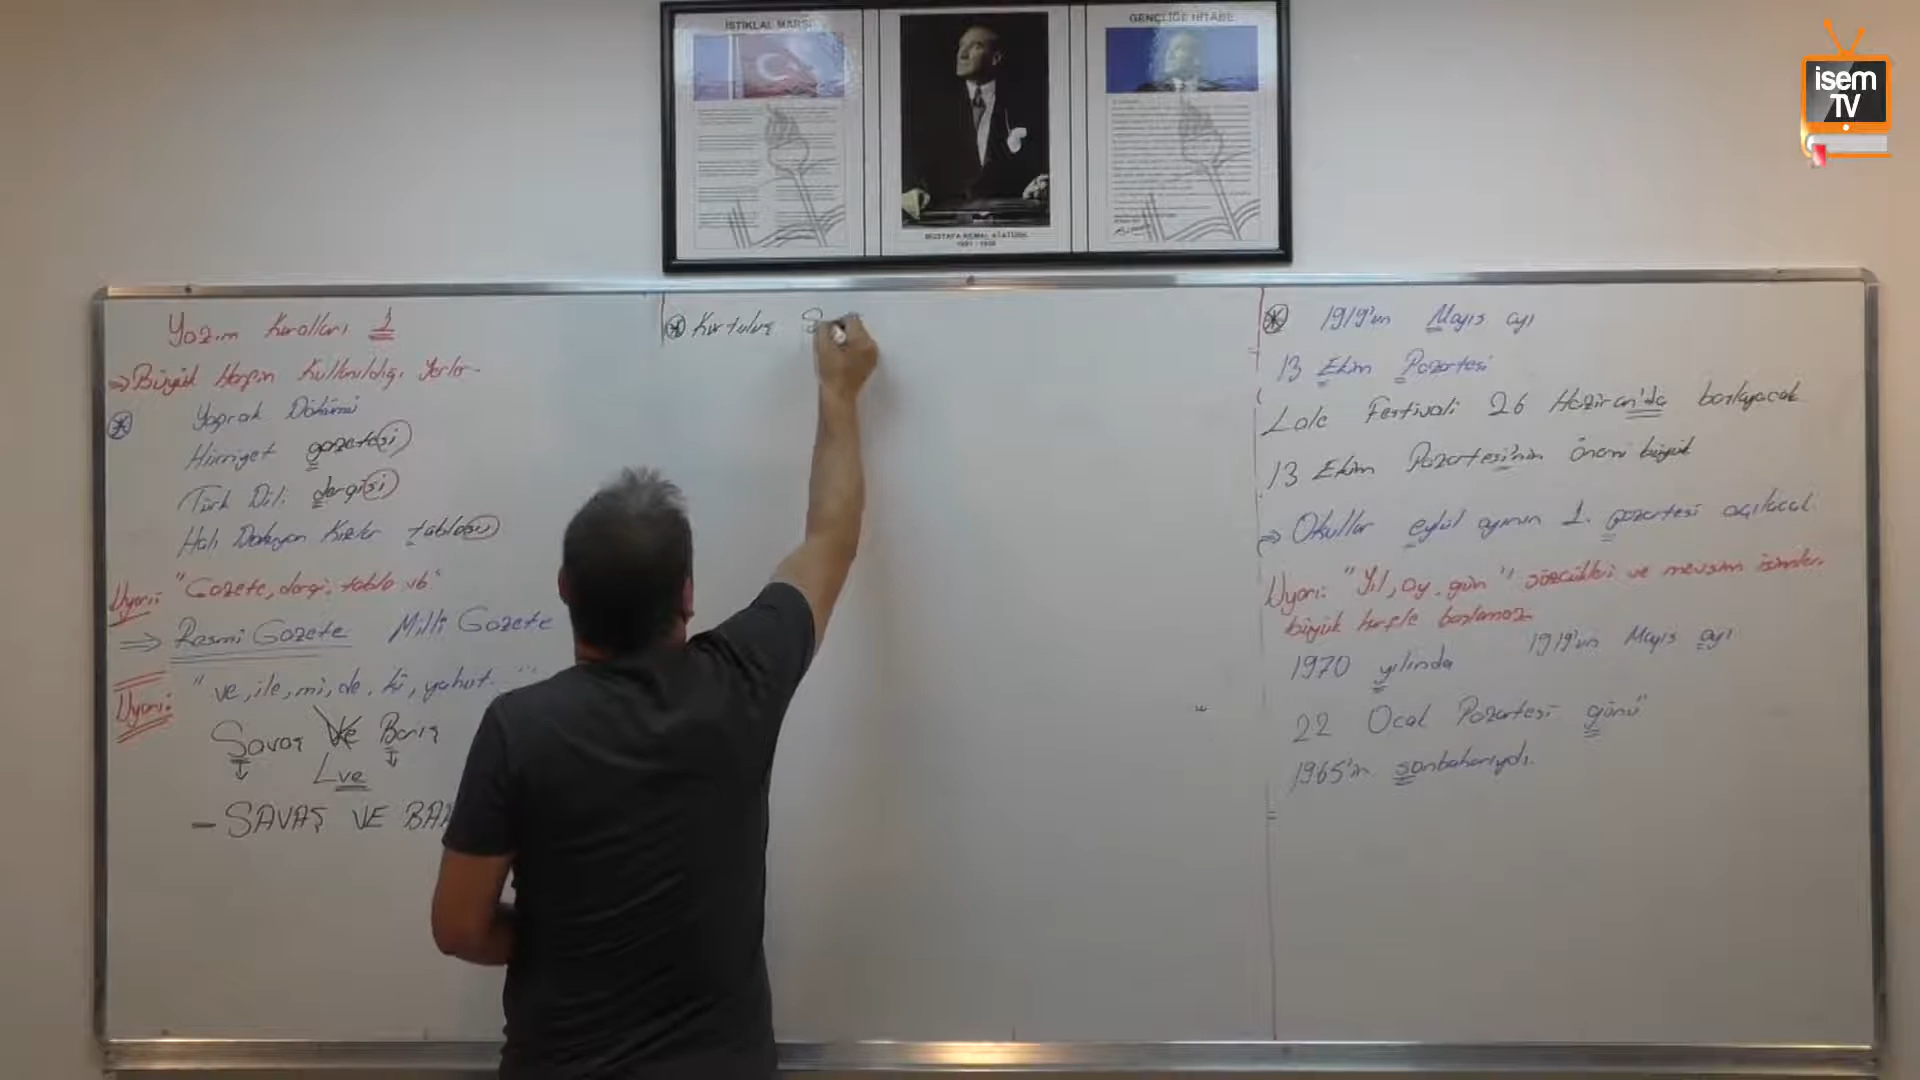 İSTİKLAL MARŞI
MUSTAFA KEMAL ATATÜRK
1881 - 1938
GENÇLİĞE HİTABE
isem
TV
Yazım Kuralları 1
⇒ Büyük Harfin Kullanıldığı Yerler
Yaprak Dökümü
Hürriyet gazetesi
Türk Dili dergisi
Halı Dokuyan Kızlar tablosu
Uyarı: "Gazete, dergi, tablo vb"
⇒ Resmi Gazete Milli Gazete
Uyarı: "ve, ile, mi, de, ki, yahut..."
Savaş Ve Barış
ve
- SAVAŞ VE BA
Kurtuluş S
1919'un Mayıs ayı
13 Ekim Pazartesi
Lale Festivali 26 Haziran'da başlayacak
13 Ekim Pazartesi'nin önemi büyük
⇒ Okullar eylül ayının 1. pazartesi açılacak.
Uyarı: "Yıl, ay, gün" sözcükleri ve mevsim isimleri
büyük harfle başlamaz
1970 yılında 1919'un Mayıs ayı
22 Ocak Pazartesi günü"
1965'in sonbaharıydı.